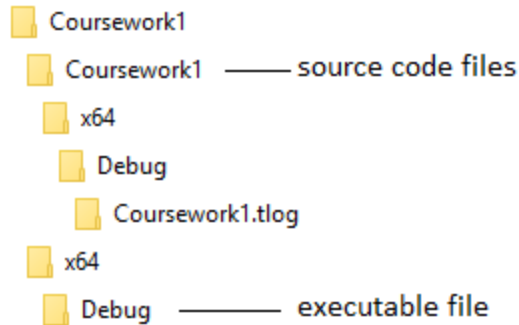 Coursework1
Coursework1 source code files
x64
Debug
Coursework1.tlog
x64
Debug executable file